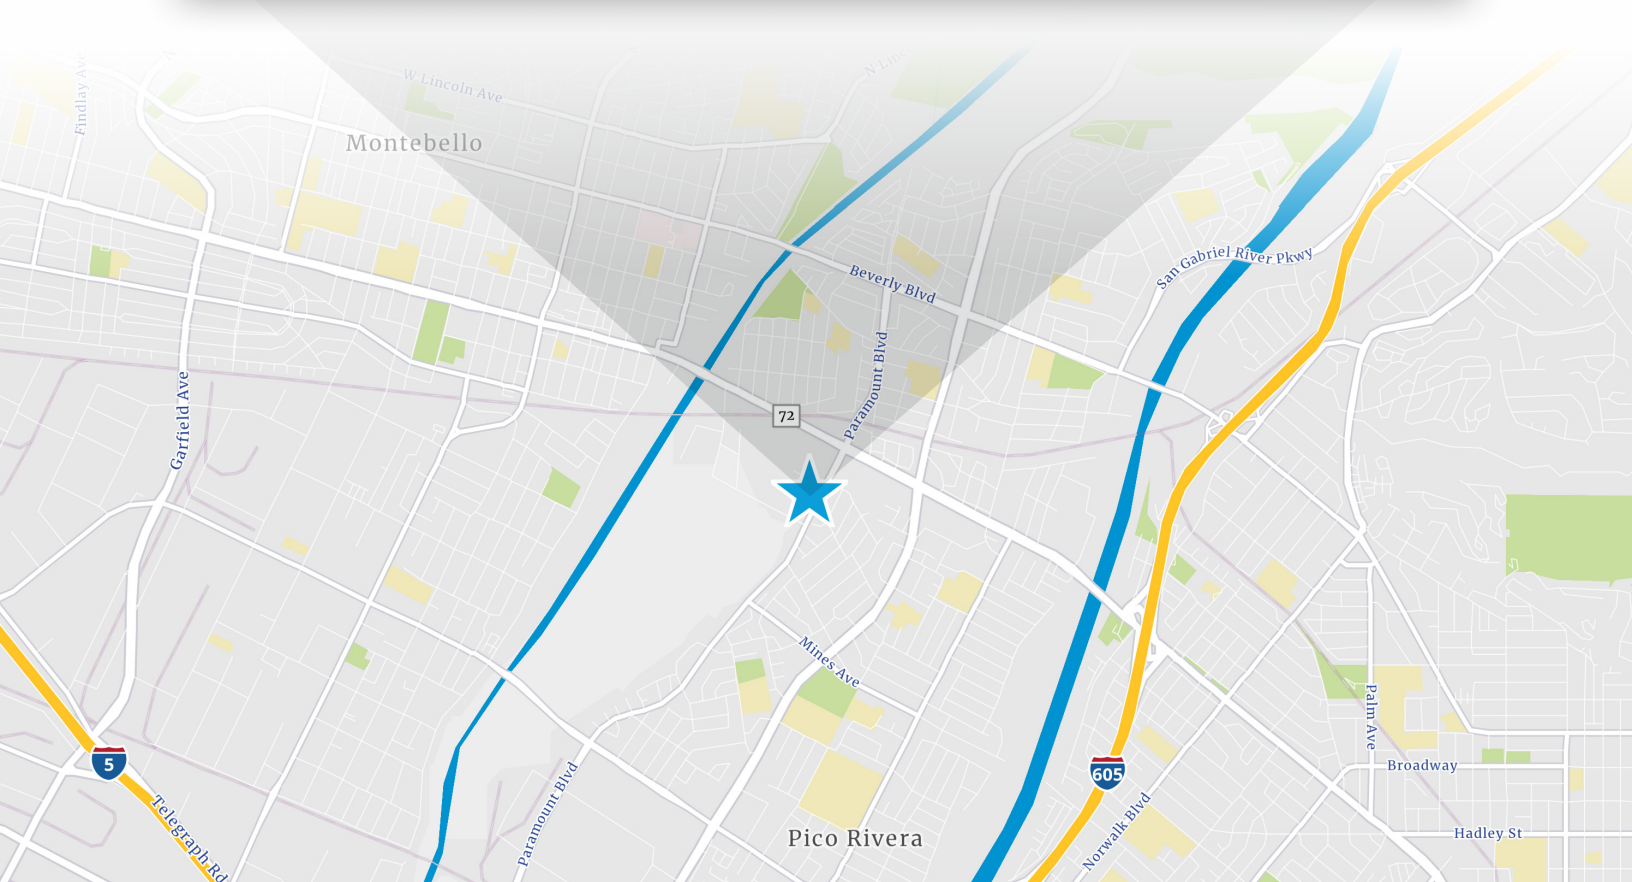 Findlay Ave
W Lincoln Ave
Montebello
Beverly Blvd
San Gabriel River Pkwy
Paramount Blvd
Garfield Ave
72
Mines Ave
Palm Ave
5
605
Broadway
Telegraph Rd
Paramount Blvd
Norwalk Blvd
Pico Rivera
Hadley St